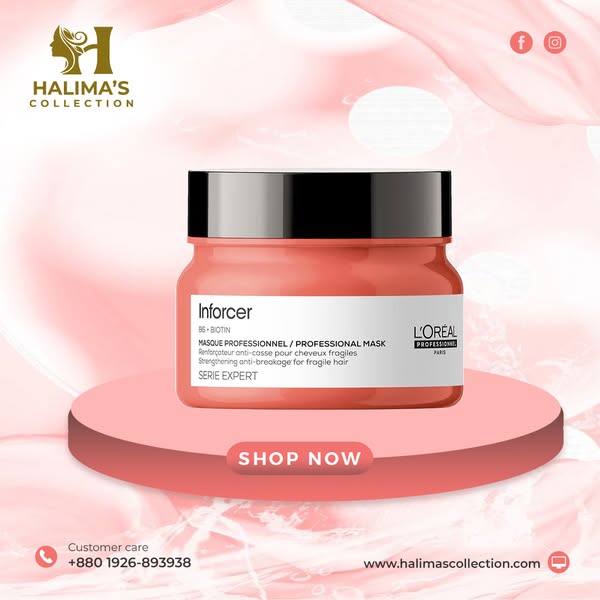 HALIMA'S
COLLECTION
Inforcer
B6 + BIOTIN
MASQUE PROFESSIONNEL / PROFESSIONAL MASK
Renforçateur anti-casse pour cheveux fragiles
Strengthening anti-breakage for fragile hair
SERIE EXPERT
L'ORÉAL
PROFESSIONNEL
PARIS
SHOP NOW
Customer care
+880 1926-893938
www.halimascollection.com